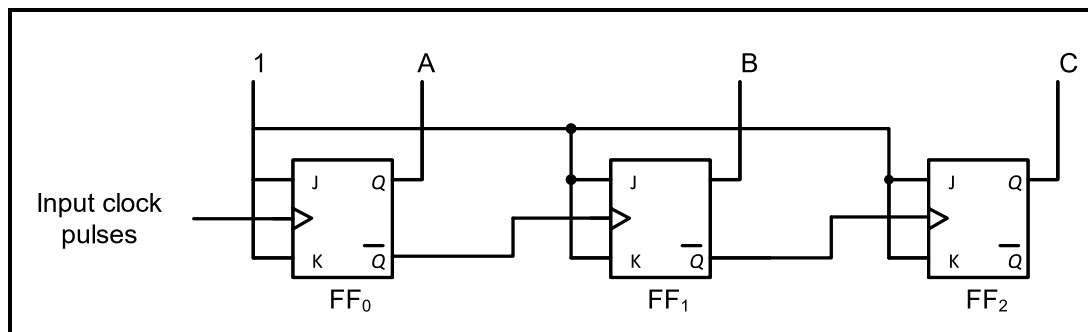 1 A B C
J Q J Q J Q
Input clock
pulses
K Q K Q K Q
FF₀ FF₁ FF₂